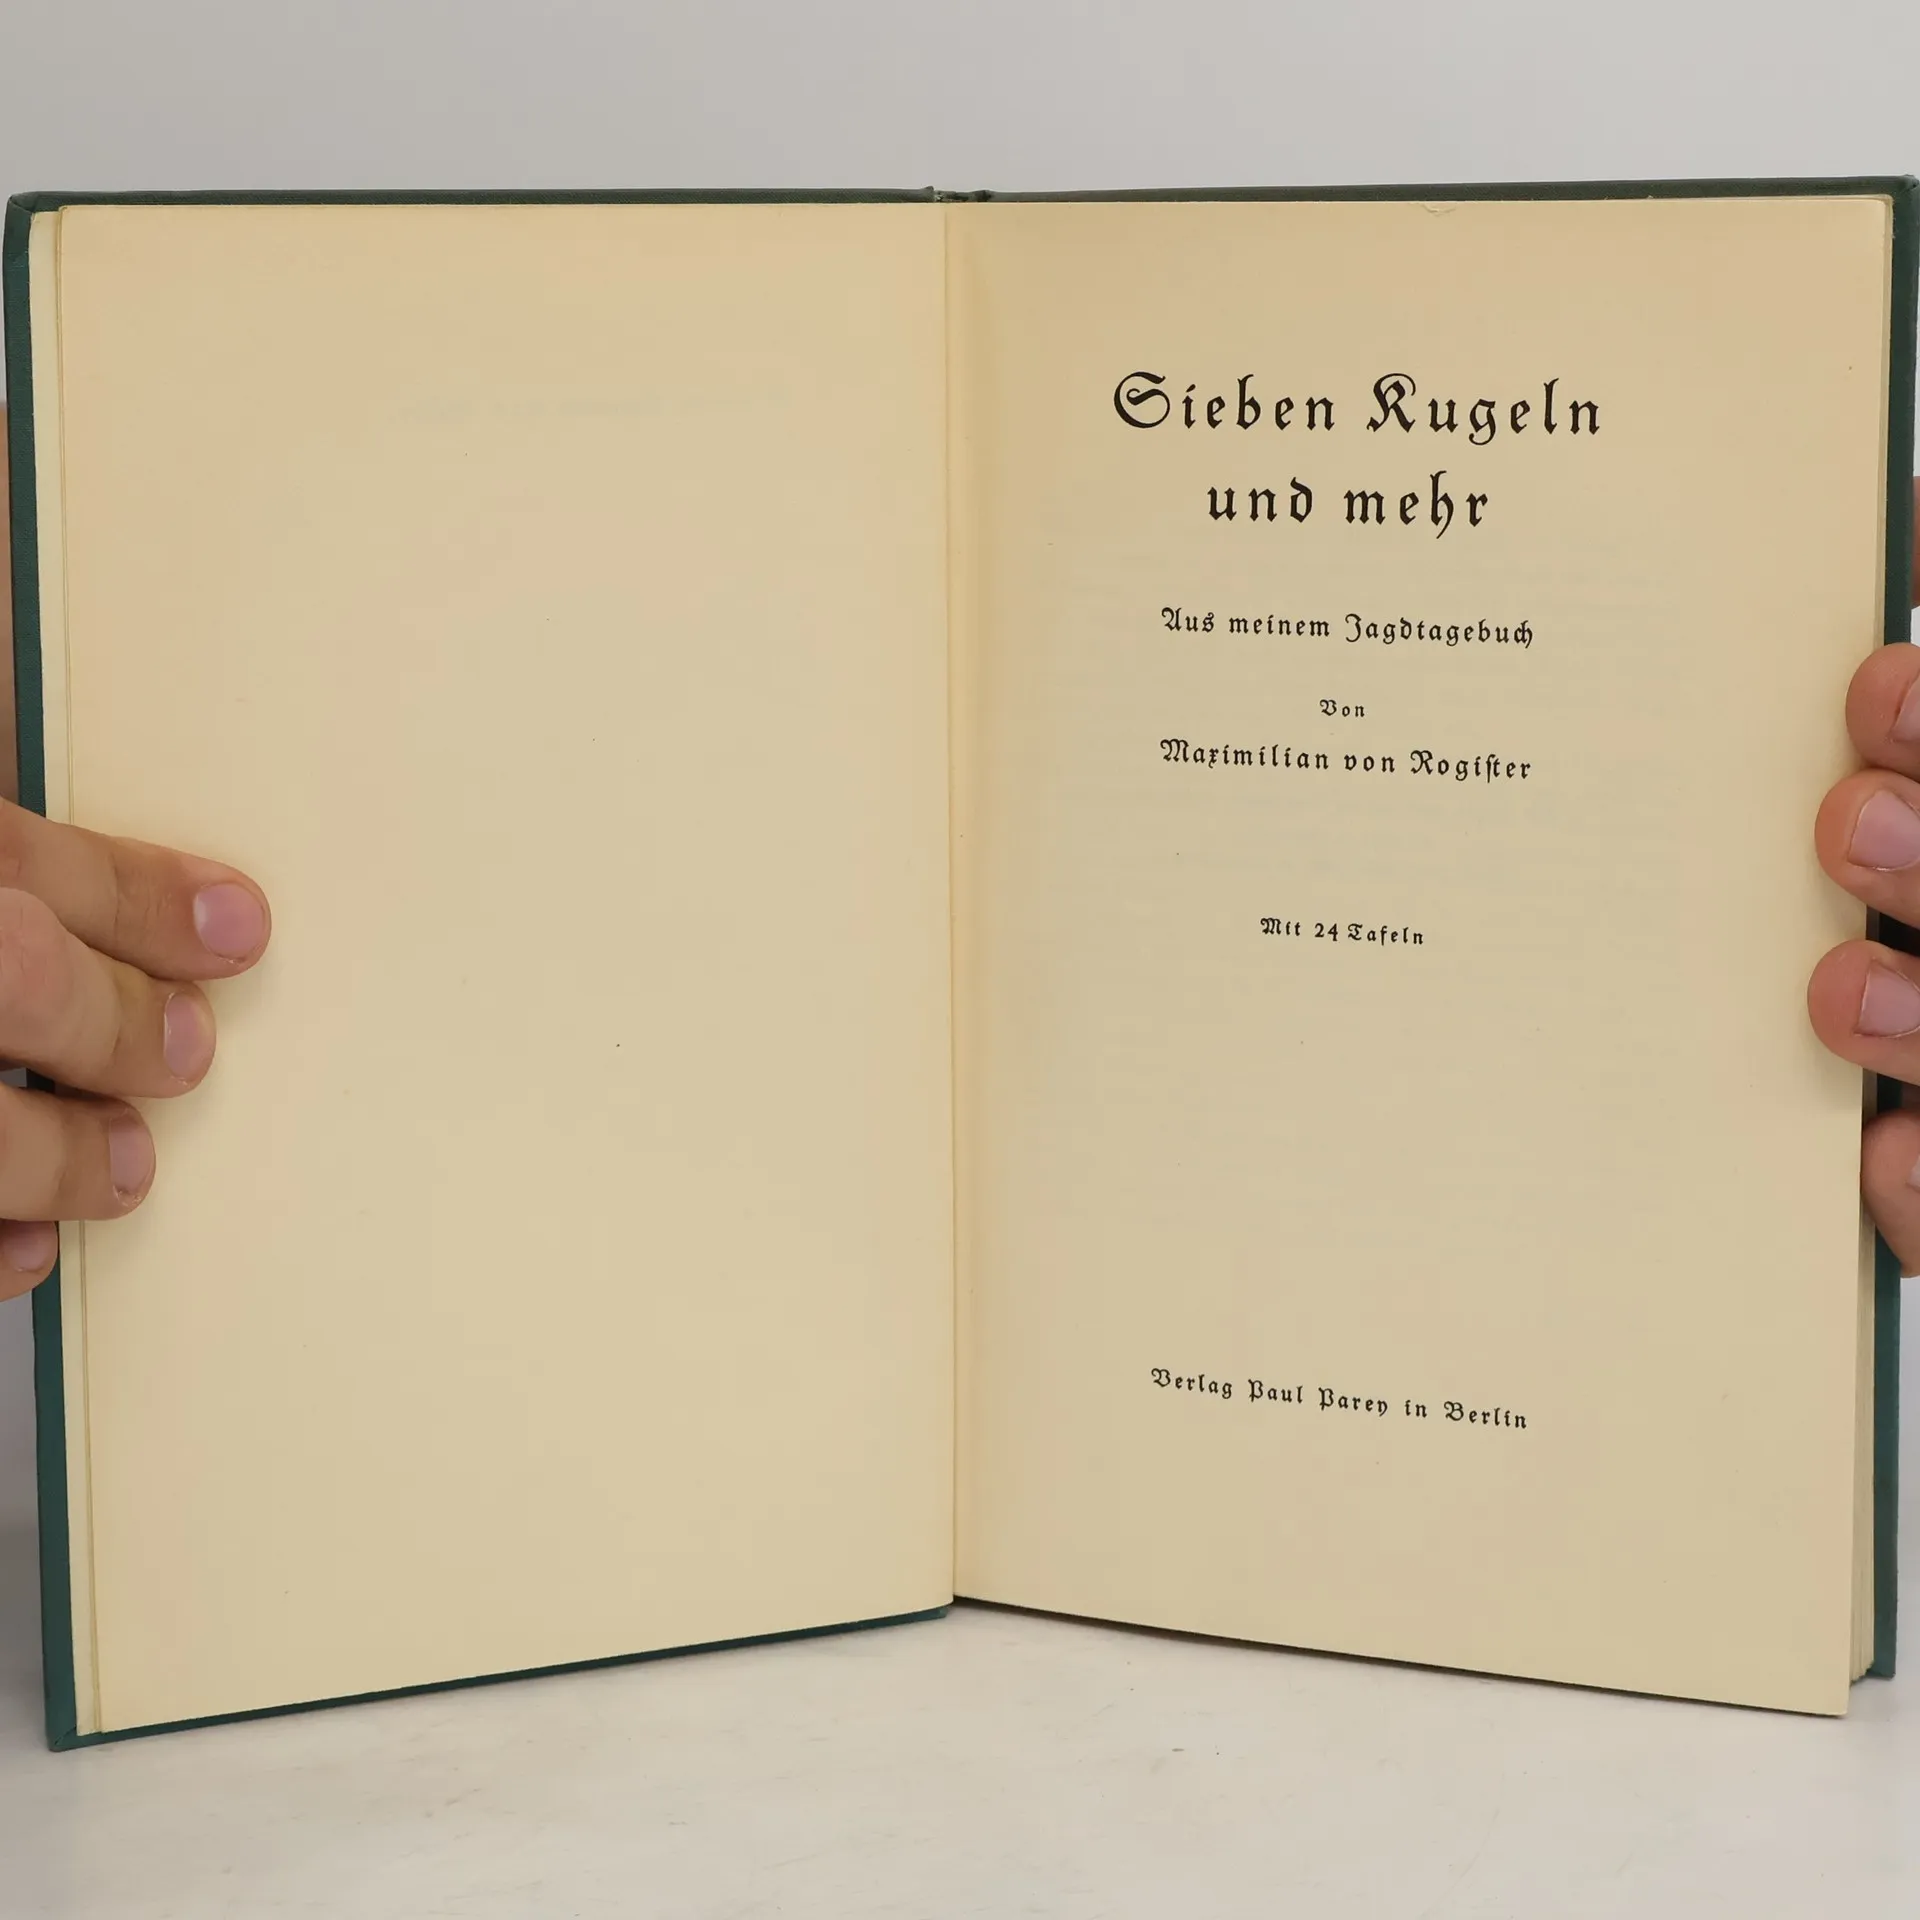 Sieben Kugeln
und mehr
Aus meinem Jagdtagebuch
Von
Maximilian von Rogister
Mit 24 Tafeln
Verlag Paul Parey in Berlin